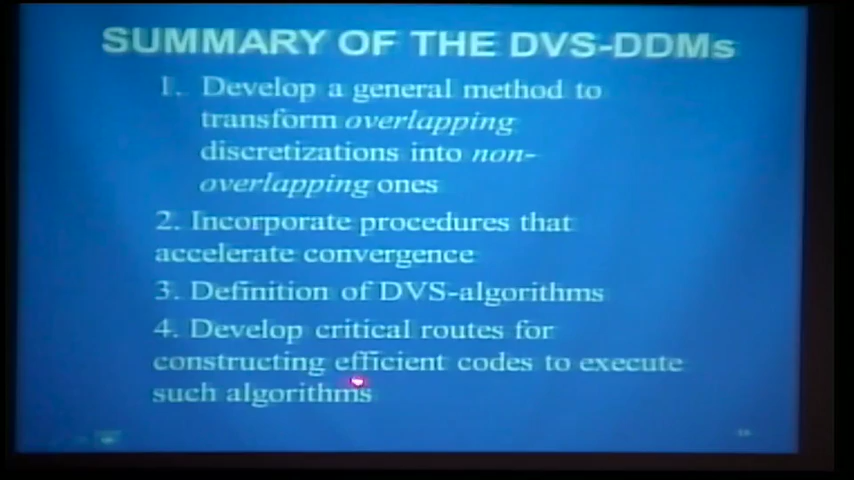 SUMMARY OF THE DVS-DDMs
1. Develop a general method to
transform overlapping
discretizations into non-
overlapping ones
2. Incorporate procedures that
accelerate convergence
3. Definition of DVS-algorithms
4. Develop critical routes for
constructing efficient codes to execute
such algorithms